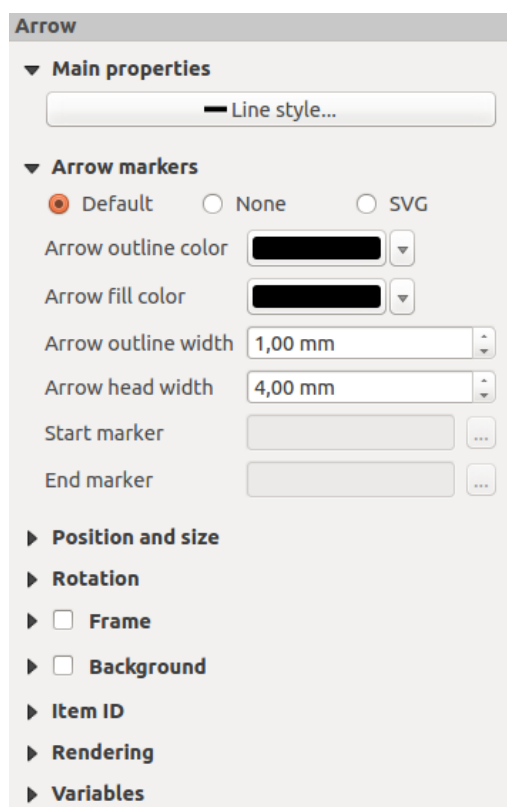 Arrow
Main properties
Line style...
Arrow markers
Default None SVG
Arrow outline color
Arrow fill color
Arrow outline width 1,00 mm
Arrow head width 4,00 mm
Start marker ...
End marker ...
Position and size
Rotation
Frame
Background
Item ID
Rendering
Variables